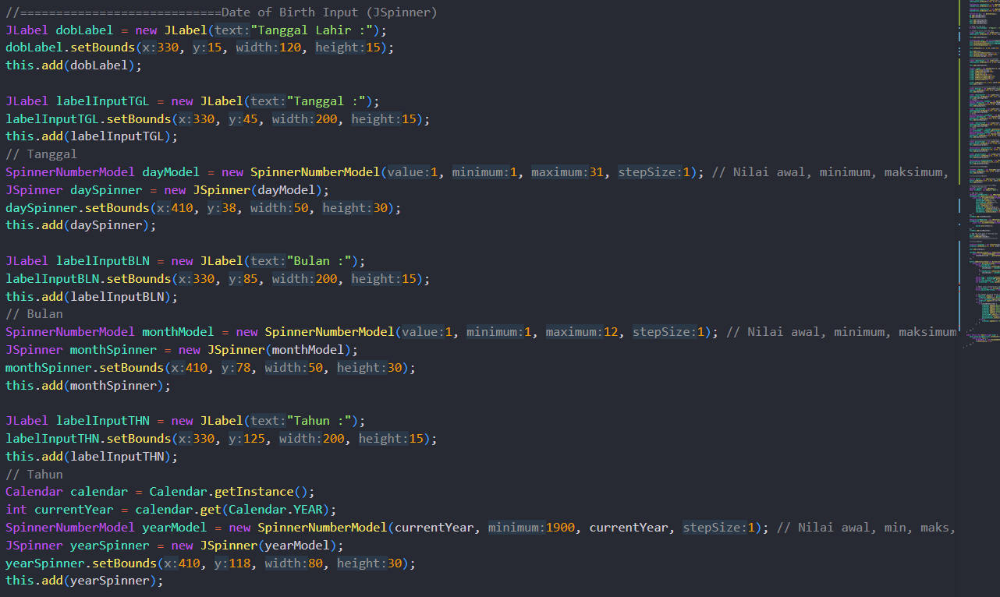 //============================Date of Birth Input (JSpinner)
JLabel dobLabel = new JLabel(text:"Tanggal Lahir :");
dobLabel.setBounds(x:330, y:15, width:120, height:15);
this.add(dobLabel);
JLabel labelInputTGL = new JLabel(text:"Tanggal :");
labelInputTGL.setBounds(x:330, y:45, width:200, height:15);
this.add(labelInputTGL);
// Tanggal
SpinnerNumberModel dayModel = new SpinnerNumberModel(value:1, minimum:1, maximum:31, stepSize:1); // Nilai awal, minimum, maksimum,
JSpinner daySpinner = new JSpinner(dayModel);
daySpinner.setBounds(x:410, y:38, width:50, height:30);
this.add(daySpinner);
JLabel labelInputBLN = new JLabel(text:"Bulan :");
labelInputBLN.setBounds(x:330, y:85, width:200, height:15);
this.add(labelInputBLN);
// Bulan
SpinnerNumberModel monthModel = new SpinnerNumberModel(value:1, minimum:1, maximum:12, stepSize:1); // Nilai awal, minimum, maksimum
JSpinner monthSpinner = new JSpinner(monthModel);
monthSpinner.setBounds(x:410, y:78, width:50, height:30);
this.add(monthSpinner);
JLabel labelInputTHN = new JLabel(text:"Tahun :");
labelInputTHN.setBounds(x:330, y:125, width:200, height:15);
this.add(labelInputTHN);
// Tahun
Calendar calendar = Calendar.getInstance();
int currentYear = calendar.get(Calendar.YEAR);
SpinnerNumberModel yearModel = new SpinnerNumberModel(currentYear, minimum:1900, currentYear, stepSize:1); // Nilai awal, min, maks,
JSpinner yearSpinner = new JSpinner(yearModel);
yearSpinner.setBounds(x:410, y:118, width:80, height:30);
this.add(yearSpinner);